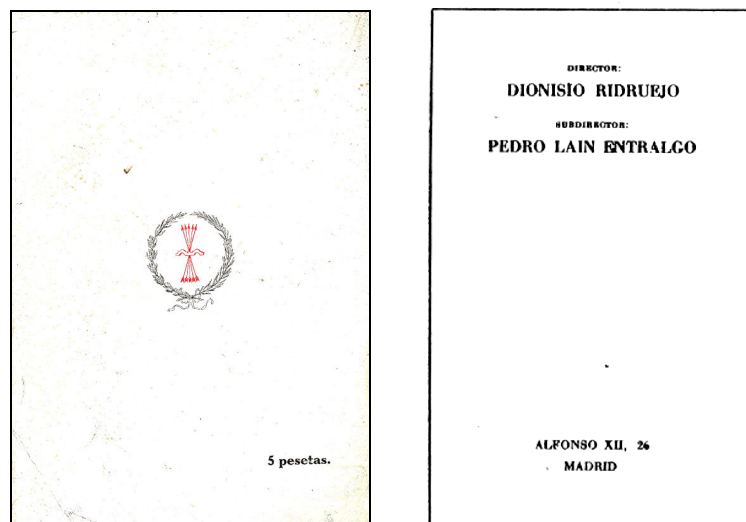 5 pesetas.
DIRECTOR:
DIONISIO RIDRUEJO
SUBDIRECTOR:
PEDRO LAIN ENTRALGO
ALFONSO XII, 26
MADRID